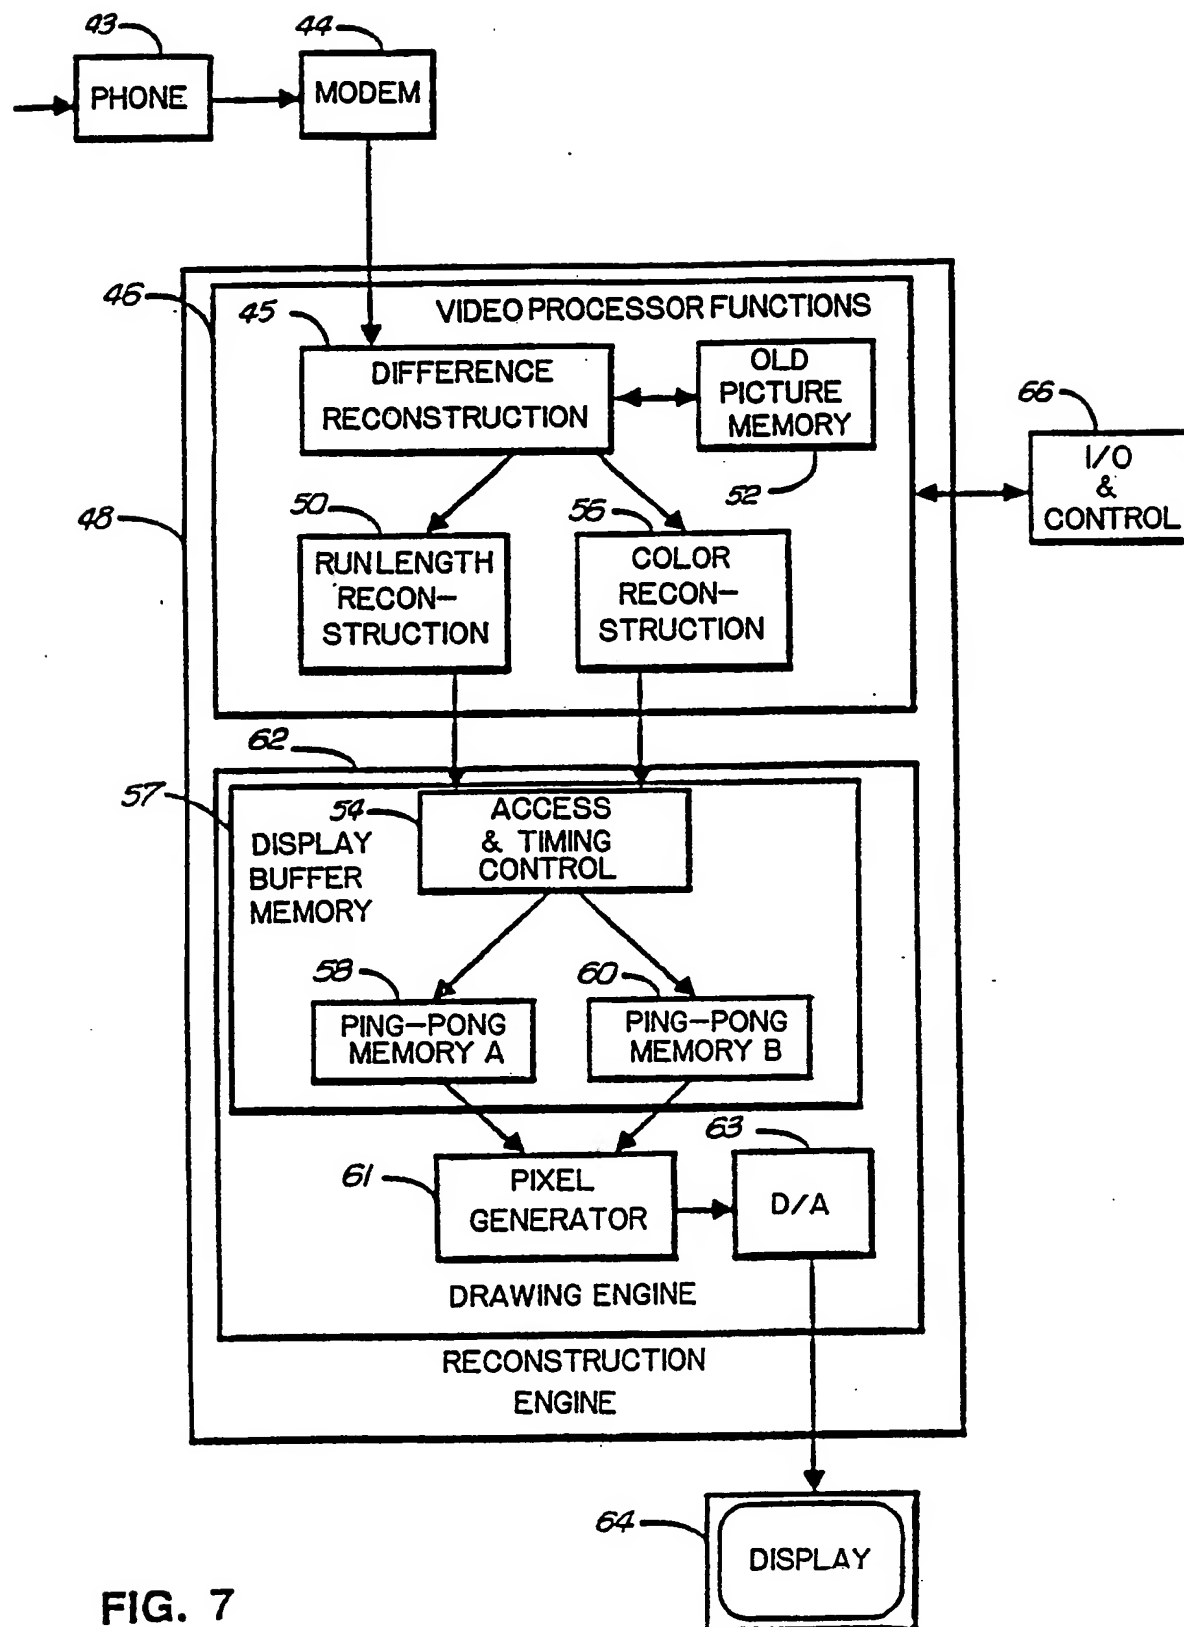 43
44
PHONE
MODEM
46
45
VIDEO PROCESSOR FUNCTIONS
DIFFERENCE
RECONSTRUCTION
OLD
PICTURE
MEMORY
66
I/O
&
CONTROL
48
50
56
52
RUNLENGTH
RECON-
STRUCTION
COLOR
RECON-
STRUCTION
62
57
54
ACCESS
& TIMING
CONTROL
DISPLAY
BUFFER
MEMORY
58
60
PING-PONG
MEMORY A
PING-PONG
MEMORY B
63
61
PIXEL
GENERATOR
D/A
DRAWING ENGINE
RECONSTRUCTION
ENGINE
64
DISPLAY
FIG. 7